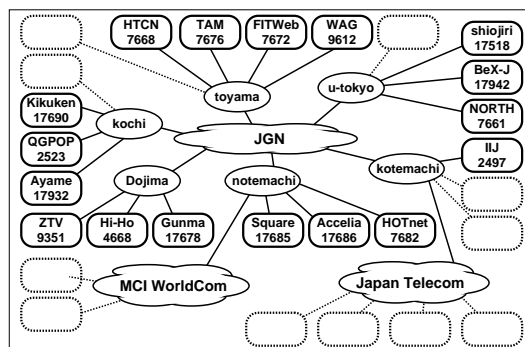 HTCN
7668
TAM
7676
FITWeb
7672
WAG
9612
shiojiri
17518
toyama
u-tokyo
BeX-J
17942
Kikuken
17690
kochi
NORTH
7661
JGN
QGPOP
2523
IIJ
2497
kotemachi
Ayame
17932
Dojima
notemachi
ZTV
9351
Hi-Ho
4668
Gunma
17678
Square
17685
Accelia
17686
HOTnet
7682
MCI WorldCom
Japan Telecom